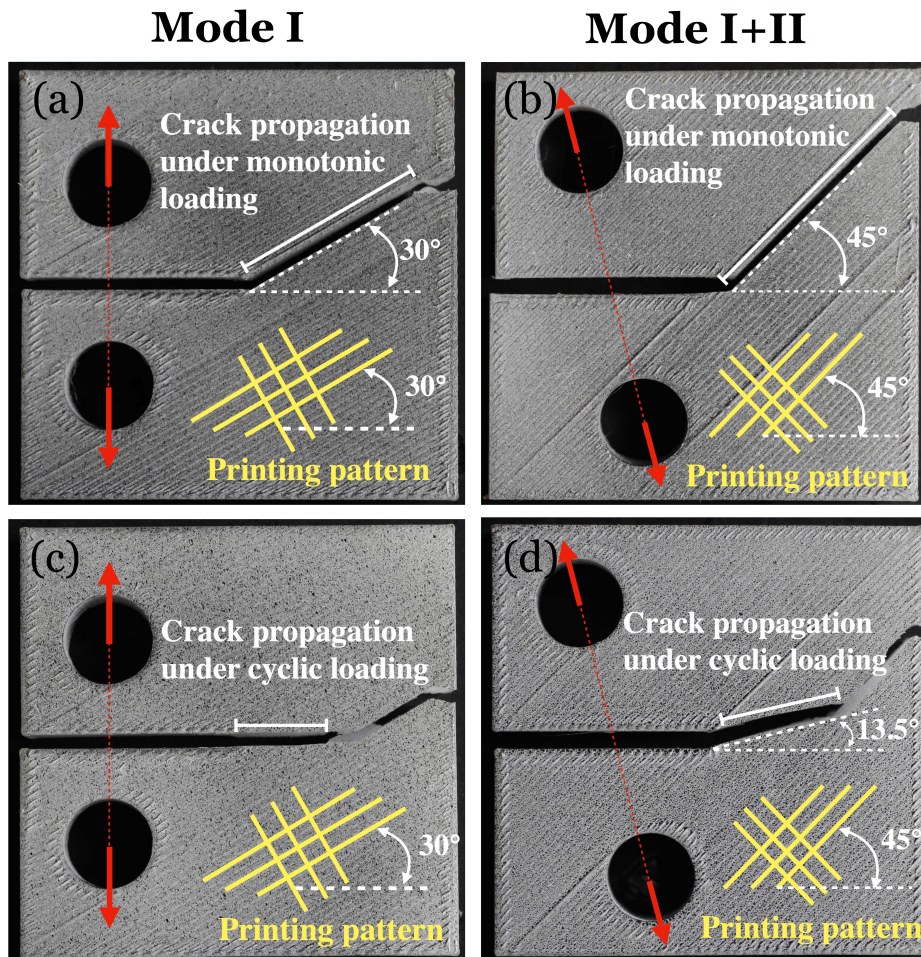 Mode I
Mode I+II
(a)
Crack propagation
under monotonic
loading
30°
30°
Printing pattern
(b)
Crack propagation
under monotonic
loading
45°
45°
Printing pattern
(c)
Crack propagation
under cyclic loading
30°
Printing pattern
(d)
Crack propagation
under cyclic loading
13.5°
45°
Printing pattern